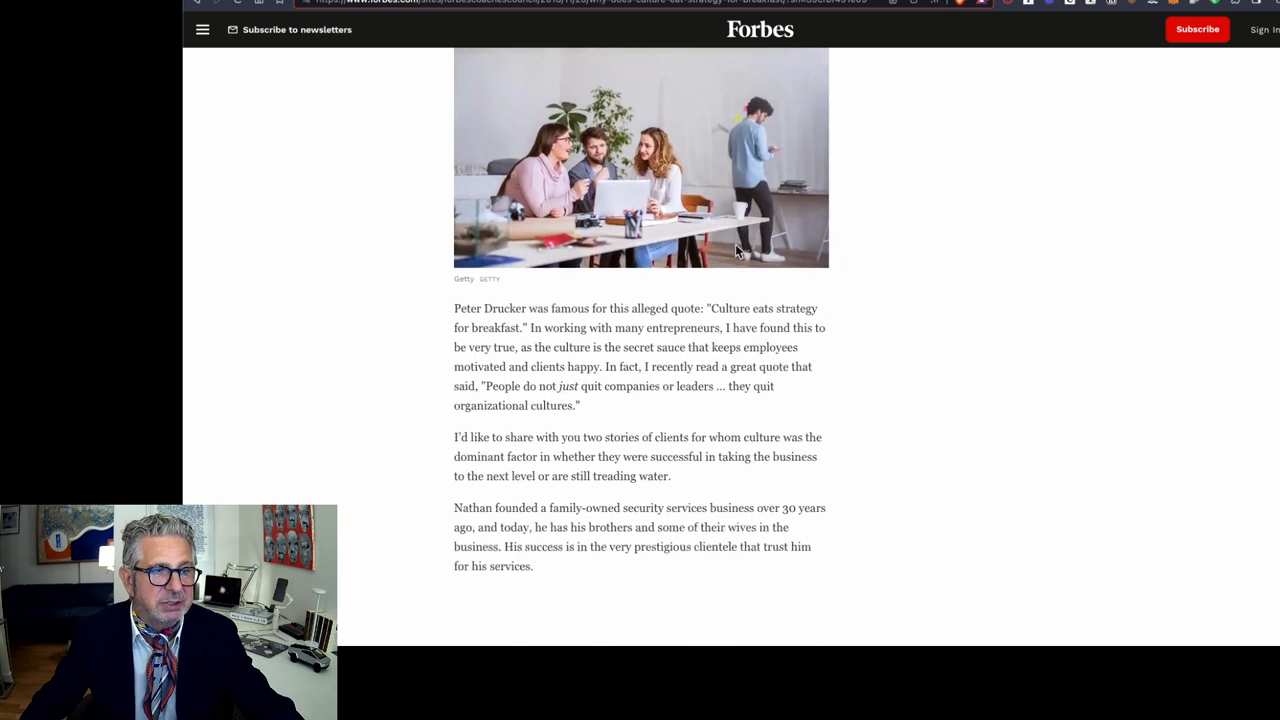 Subscribe to newsletters
Forbes
Subscribe
Sign In
Getty GETTY
Peter Drucker was famous for this alleged quote: "Culture eats strategy
for breakfast." In working with many entrepreneurs, I have found this to
be very true, as the culture is the secret sauce that keeps employees
motivated and clients happy. In fact, I recently read a great quote that
said, "People do not just quit companies or leaders ... they quit
organizational cultures."
I'd like to share with you two stories of clients for whom culture was the
dominant factor in whether they were successful in taking the business
to the next level or are still treading water.
Nathan founded a family-owned security services business over 30 years
ago, and today, he has his brothers and some of their wives in the
business. His success is in the very prestigious clientele that trust him
for his services.